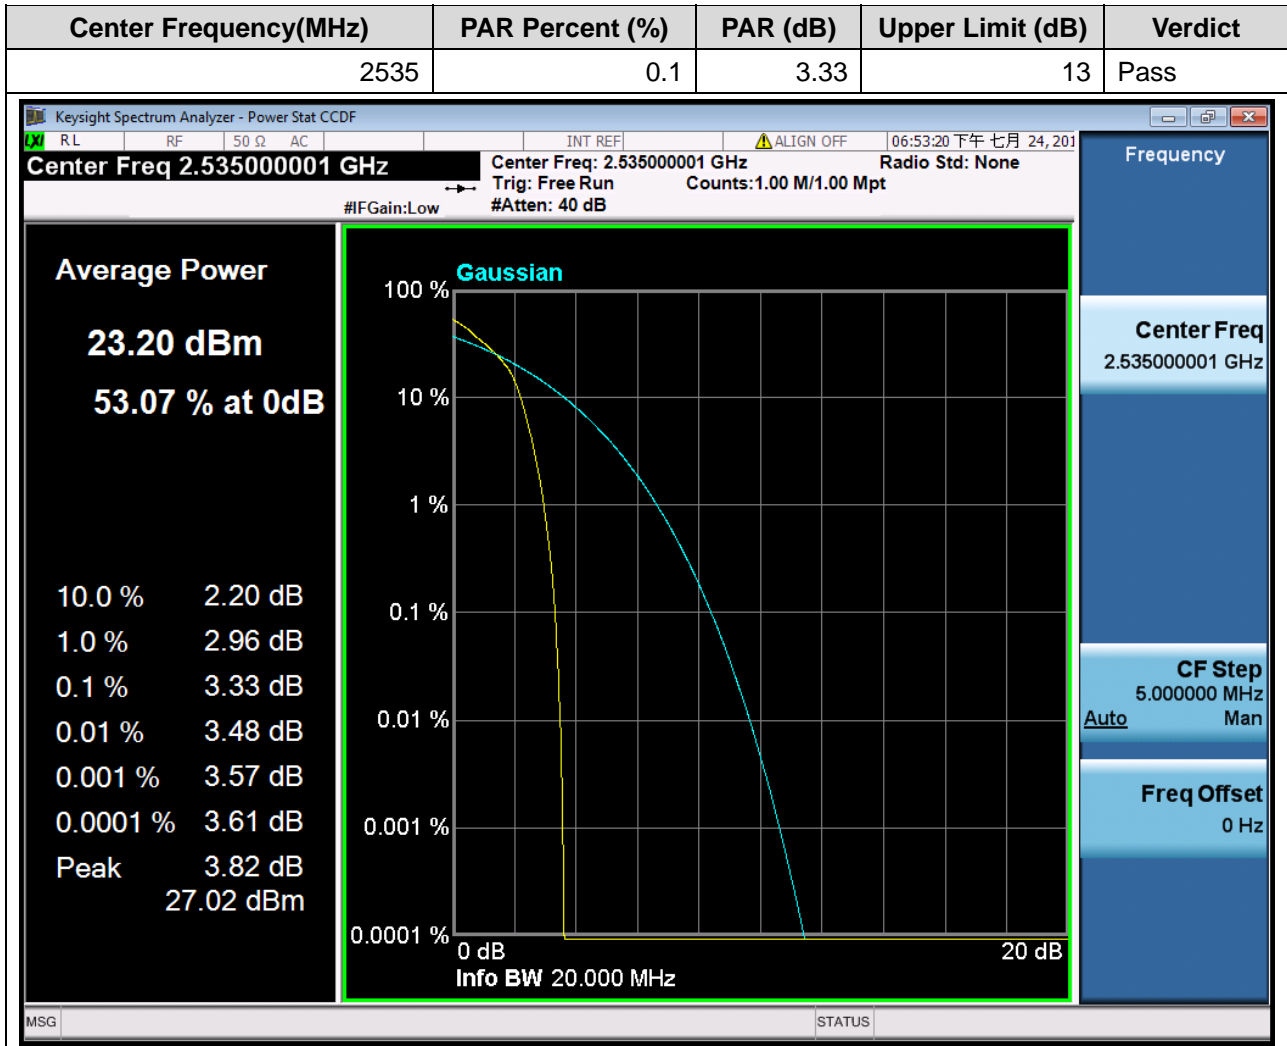 Center Frequency(MHz) PAR Percent (%) PAR (dB) Upper Limit (dB) Verdict
2535 0.1 3.33 13 Pass
Keysight Spectrum Analyzer - Power Stat CCDF
LXI RL RF 50 Ω AC INT REF ALIGN OFF 06:53:20 下午 七月 24, 201
Center Freq 2.535000001 GHz
Center Freq: 2.535000001 GHz Radio Std: None
Trig: Free Run Counts:1.00 M/1.00 Mpt
#IFGain:Low #Atten: 40 dB
Average Power
23.20 dBm
53.07 % at 0dB
10.0 % 2.20 dB
1.0 % 2.96 dB
0.1 % 3.33 dB
0.01 % 3.48 dB
0.001 % 3.57 dB
0.0001 % 3.61 dB
Peak 3.82 dB
27.02 dBm
Gaussian
100 %
10 %
1 %
0.1 %
0.01 %
0.001 %
0.0001 %
0 dB 20 dB
Info BW 20.000 MHz
Frequency
Center Freq
2.535000001 GHz
CF Step
5.000000 MHz
Auto Man
Freq Offset
0 Hz
MSG STATUS